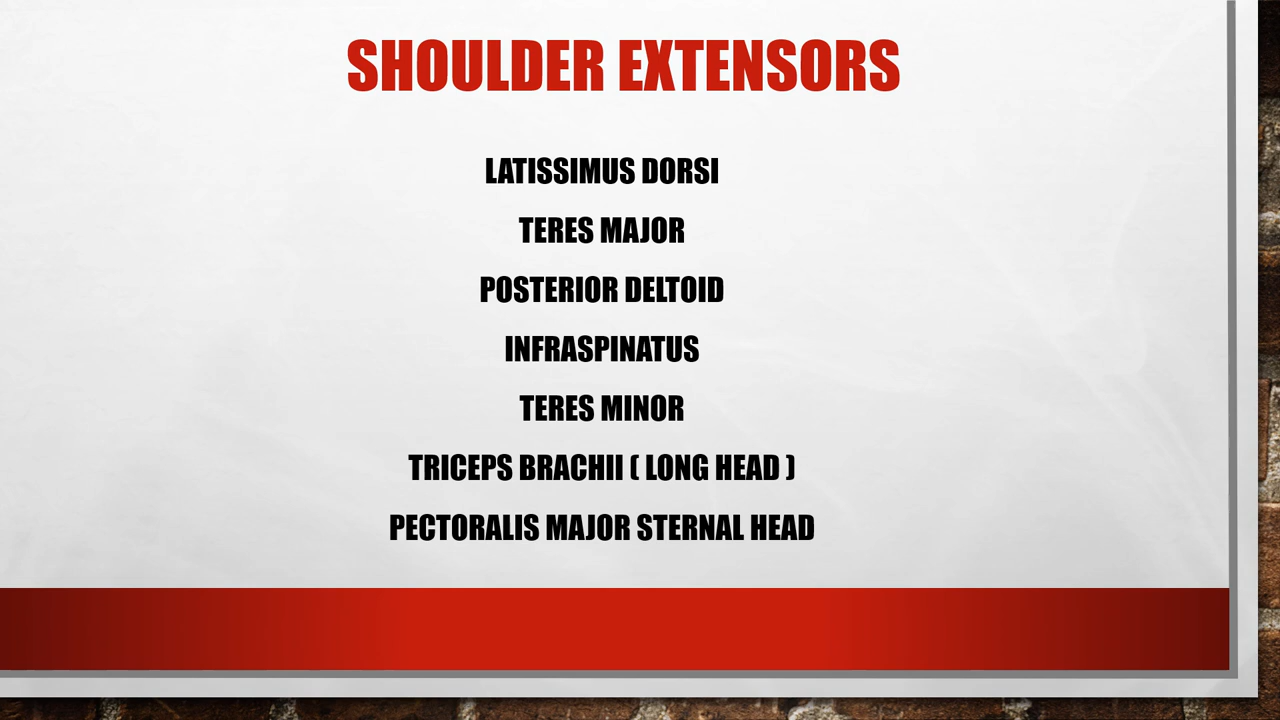 SHOULDER EXTENSORS
LATISSIMUS DORSI
TERES MAJOR
POSTERIOR DELTOID
INFRASPINATUS
TERES MINOR
TRICEPS BRACHII ( LONG HEAD )
PECTORALIS MAJOR STERNAL HEAD